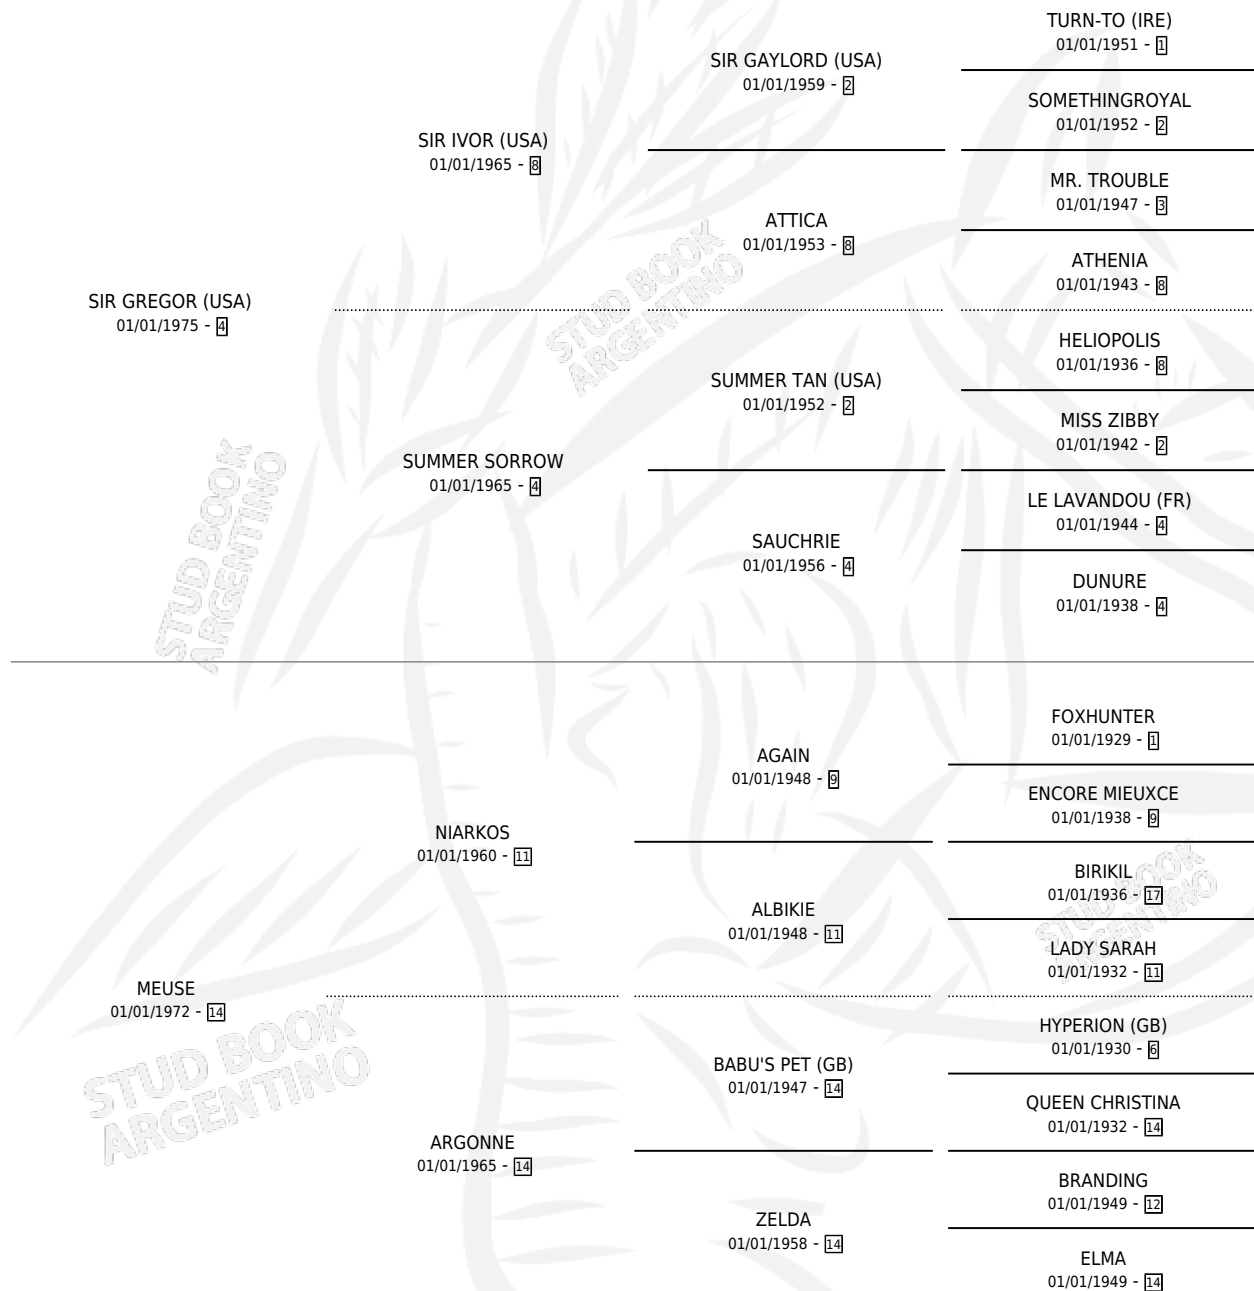 TURN-TO (IRE)
01/01/1951 - 1
SIR GAYLORD (USA)
01/01/1959 - 2
SOMETHINGROYAL
01/01/1952 - 2
SIR IVOR (USA)
01/01/1965 - 8
MR. TROUBLE
01/01/1947 - 3
ATTICA
01/01/1953 - 8
ATHENIA
01/01/1943 - 8
SIR GREGOR (USA)
01/01/1975 - 4
HELIOPOLIS
01/01/1936 - 8
SUMMER TAN (USA)
01/01/1952 - 2
MISS ZIBBY
01/01/1942 - 2
SUMMER SORROW
01/01/1965 - 4
LE LAVANDOU (FR)
01/01/1944 - 4
SAUCHRIE
01/01/1956 - 4
DUNURE
01/01/1938 - 4
FOXHUNTER
01/01/1929 - 1
AGAIN
01/01/1948 - 9
ENCORE MIEUXCE
01/01/1938 - 9
NIARKOS
01/01/1960 - 11
BIRIKIL
01/01/1936 - 17
ALBIKIE
01/01/1948 - 11
LADY SARAH
01/01/1932 - 11
MEUSE
01/01/1972 - 14
HYPERION (GB)
01/01/1930 - 6
BABU'S PET (GB)
01/01/1947 - 14
QUEEN CHRISTINA
01/01/1932 - 14
ARGONNE
01/01/1965 - 14
BRANDING
01/01/1949 - 12
ZELDA
01/01/1958 - 14
ELMA
01/01/1949 - 14
STUD BOOK
ARGENTINO
STUD BOOK
ARGENTINO
STUD BOOK
ARGENTINO
STUD BOOK
ARGENTINO